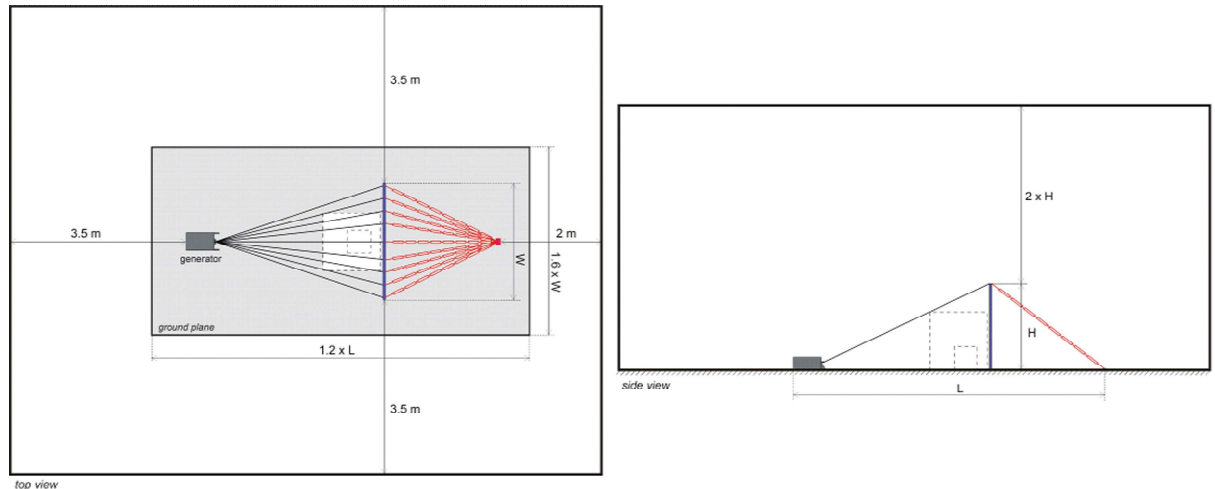 3.5 m
3.5 m
generator
2 m
W
1.6 x W
ground plane
1.2 x L
3.5 m
top view
2 x H
H
side view
L